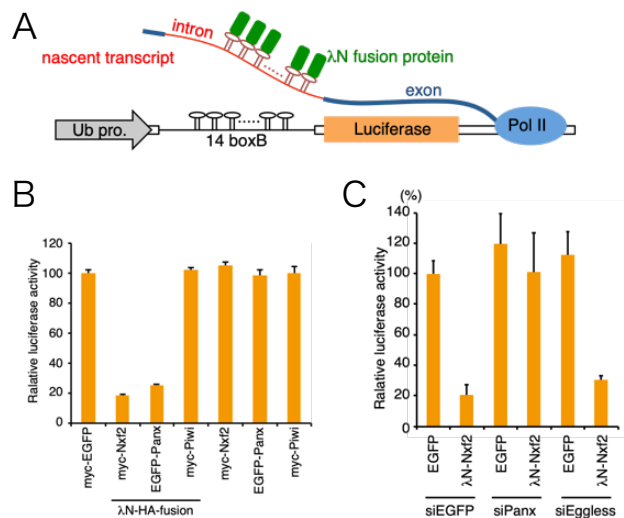 A
intron
nascent transcript
λN fusion protein
exon
Ub pro.
14 boxB
Luciferase
Pol II
B
Ralative luciferase activity
120
100
80
60
40
20
0
myc-EGFP
myc-Nxf2
EGFP-Panx
myc-Piwi
myc-Nxf2
EGFP-Panx
myc-Piwi
λN-HA-fusion
C
(%)
Ralative luciferase activity
140
120
100
80
60
40
20
0
EGFP
λN-Nxf2
EGFP
λN-Nxf2
EGFP
λN-Nxf2
siEGFP
siPanx
siEggless